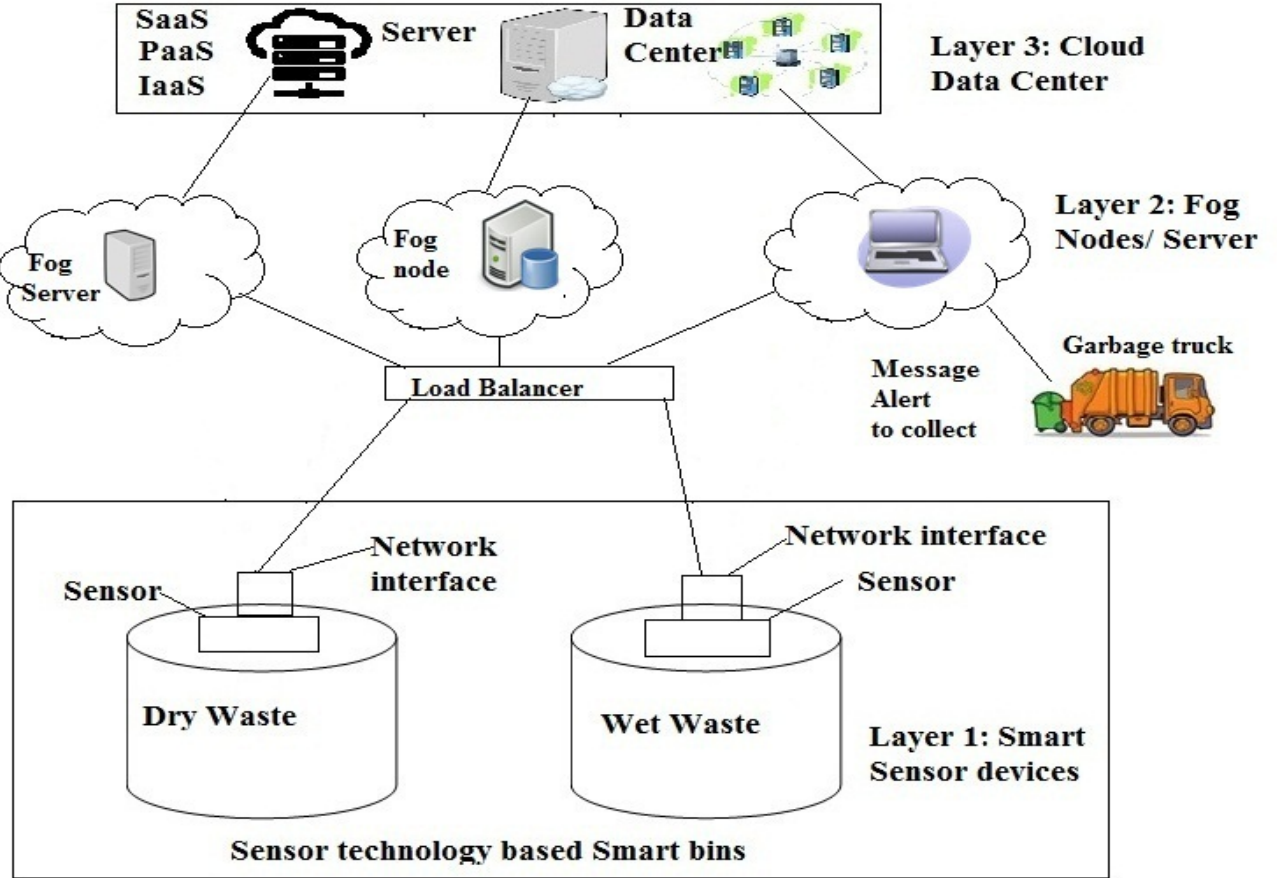 SaaS
PaaS
IaaS
Server
Data
Center
Layer 3: Cloud
Data Center
Fog
Server
Fog
node
Layer 2: Fog
Nodes/ Server
Load Balancer
Message
Alert
to collect
Garbage truck
Network
interface
Sensor
Network interface
Sensor
Dry Waste
Wet Waste
Layer 1: Smart
Sensor devices
Sensor technology based Smart bins